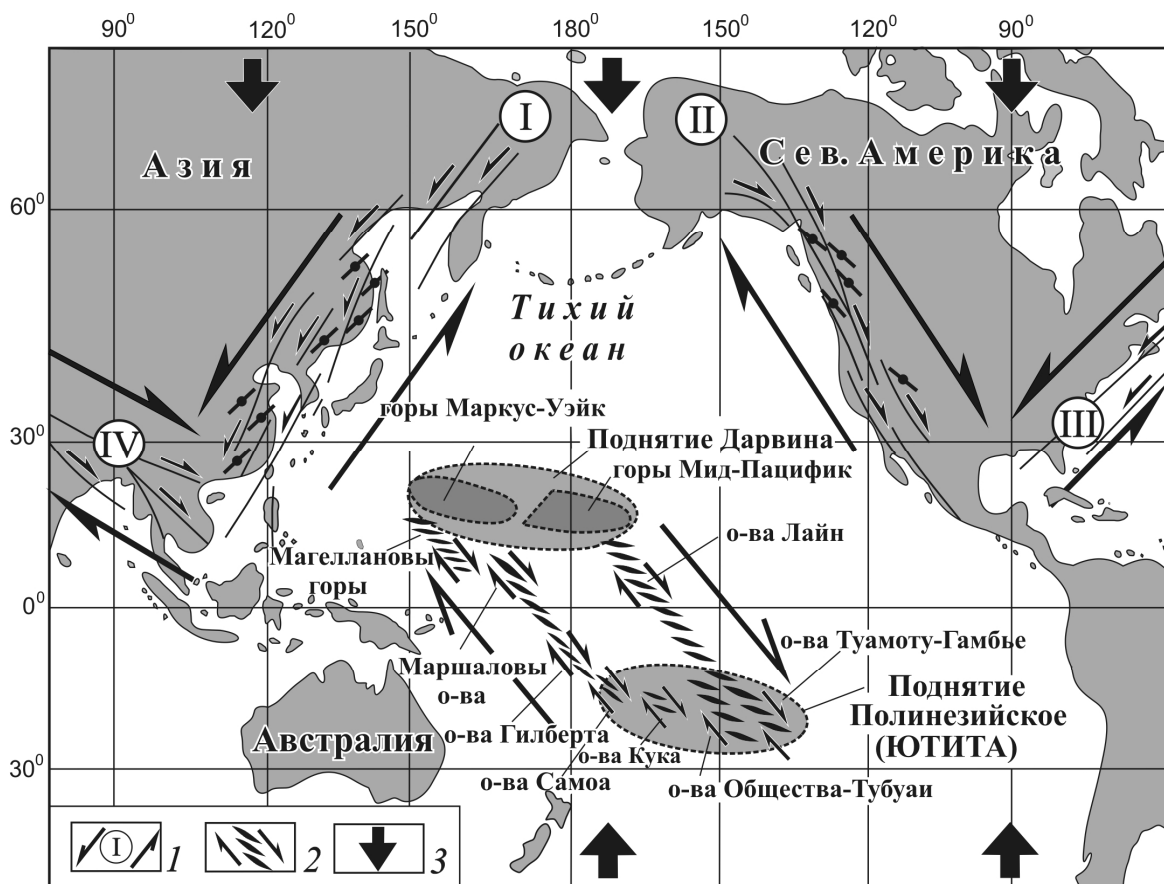 90⁰ 120⁰ 150⁰ 180⁰ 150⁰ 120⁰ 90⁰
I
II
Азия
Сев. Америка
60⁰
Тихий
океан
горы Маркус-Уэйк
Поднятие Дарвина
горы Мид-Пацифик
30⁰
IV
III
о-ва Лайн
Магеллановы
горы
0⁰
о-ва Туамоту-Гамбье
Маршаловы
о-ва
Поднятие
Полинезийское
(ЮТИТА)
Австралия
о-ва Гилберта
о-ва Кука
30⁰
о-ва Самоа
о-ва Общества-Тубуаи
I 1 2 3